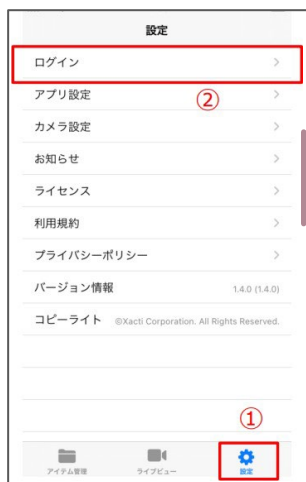 設定
ログイン
アプリ設定
②
カメラ設定
お知らせ
ライセンス
利用規約
プライバシーポリシー
バージョン情報 1.4.0 (1.4.0)
コピーライト ©Xacti Corporation. All Rights Reserved.
①
アイテム管理 ライブビュー 設定